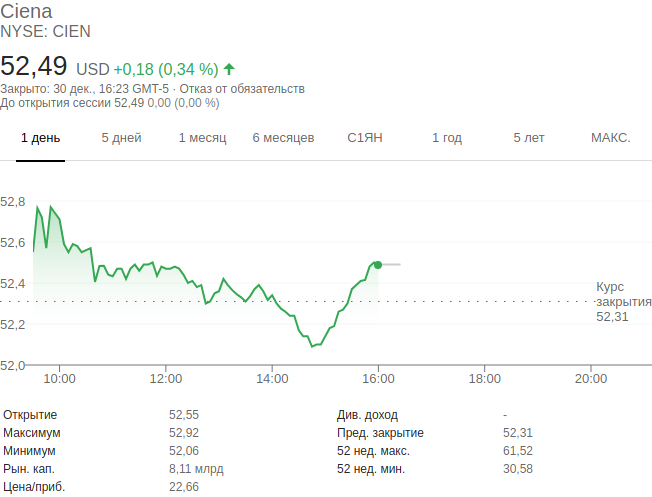 Ciena
NYSE: CIEN
52,49 USD +0,18 (0,34 %)
Закрыто: 30 дек., 16:23 GMT-5 · Отказ от обязательств
До открытия сессии 52,49 0,00 (0,00 %)
1 день 5 дней 1 месяц 6 месяцев С1ЯН 1 год 5 лет МАКС.
52,8
52,6
52,4
Курс
закрытия
52,31
52,2
52,0
10:00 12:00 14:00 16:00 18:00 20:00
Открытие 52,55 Див. доход -
Максимум 52,92 Пред. закрытие 52,31
Минимум 52,06 52 нед. макс. 61,52
Рын. кап. 8,11 млрд 52 нед. мин. 30,58
Цена/приб. 22,66